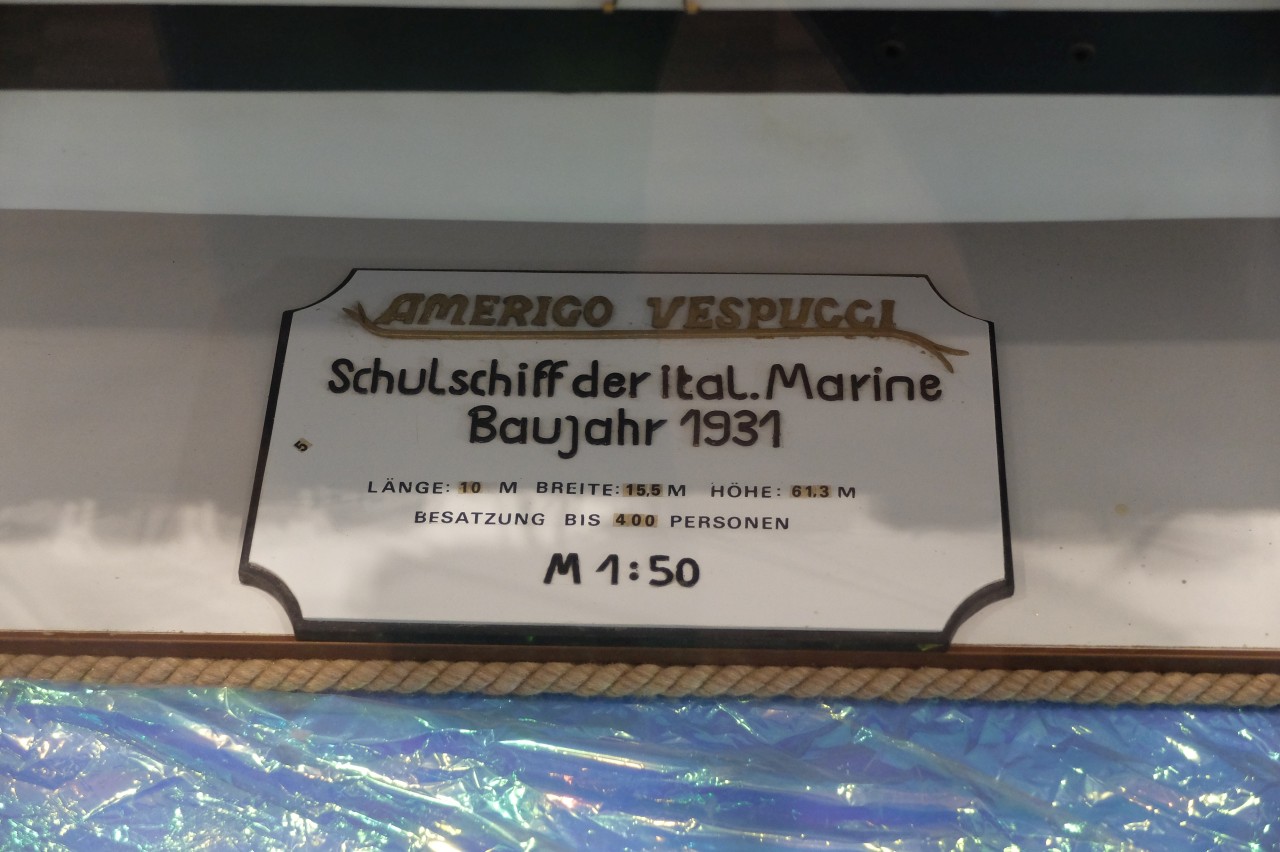 AMERIGO VESPUCCI
Schulschiff der Ital. Marine
Baujahr 1931
LÄNGE: 10 M BREITE: 15,5 M HÖHE: 61,3 M
BESATZUNG BIS 400 PERSONEN
M 1:50
5